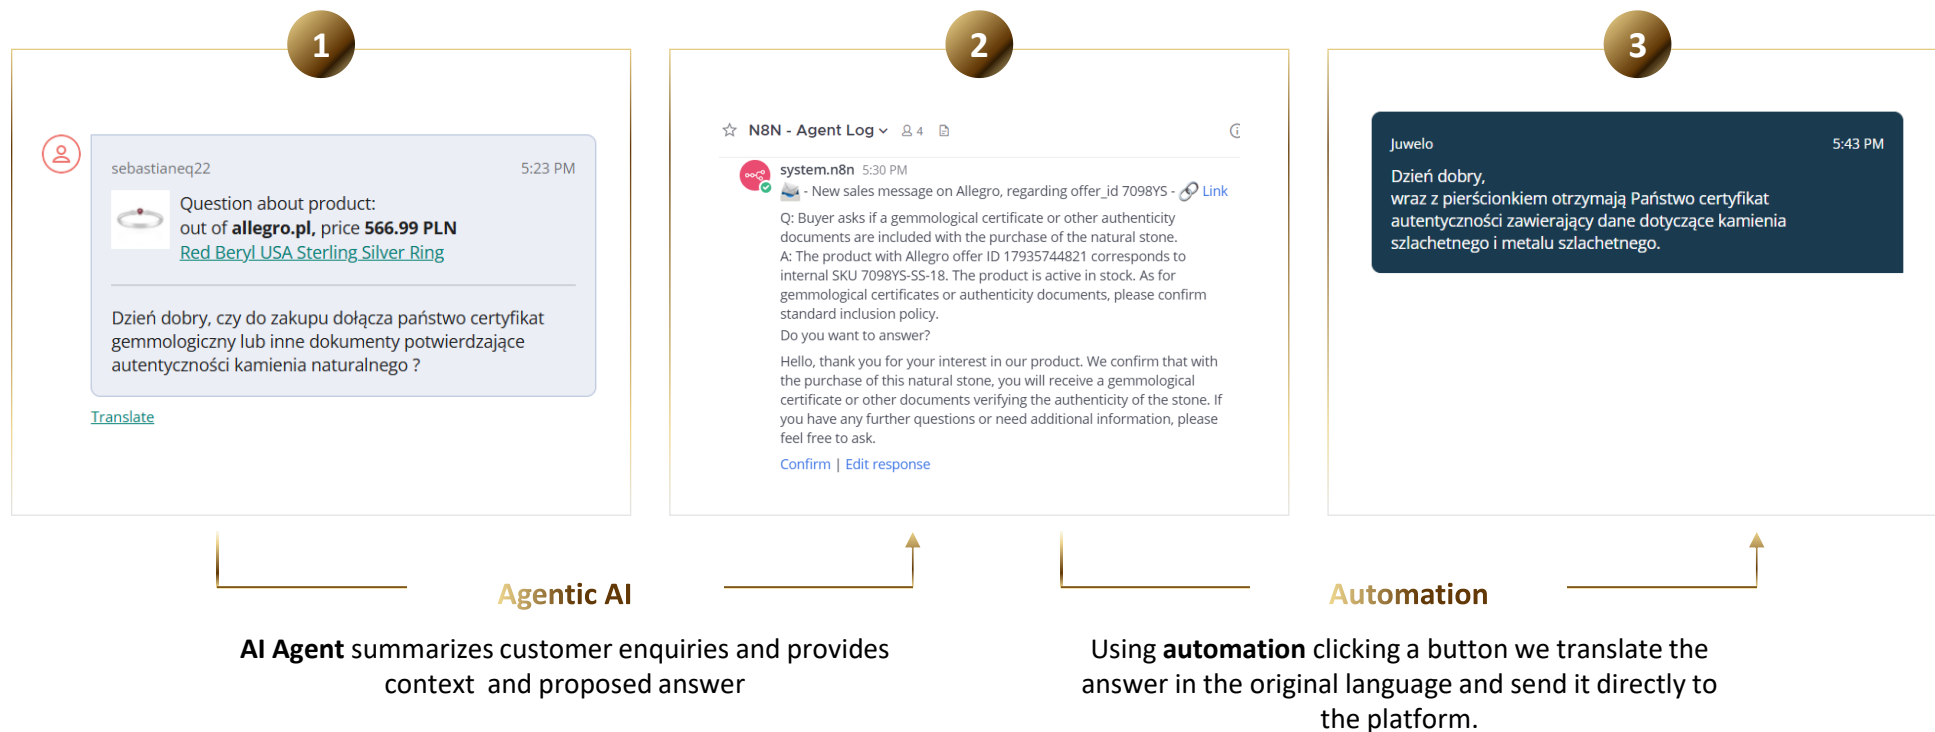 1
sebastianeq22
5:23 PM
Question about product:
out of allegro.pl, price 566.99 PLN
Red Beryl USA Sterling Silver Ring
Dzień dobry, czy do zakupu dołącza państwo certyfikat
gemmologiczny lub inne dokumenty potwierdzające
autentyczności kamienia naturalnego ?
Translate
2
N8N - Agent Log
4
system.n8n 5:30 PM
- New sales message on Allegro, regarding offer_id 7098YS - Link
Q: Buyer asks if a gemmological certificate or other authenticity
documents are included with the purchase of the natural stone.
A: The product with Allegro offer ID 17935744821 corresponds to
internal SKU 7098YS-SS-18. The product is active in stock. As for
gemmological certificates or authenticity documents, please confirm
standard inclusion policy.
Do you want to answer?
Hello, thank you for your interest in our product. We confirm that with
the purchase of this natural stone, you will receive a gemmological
certificate or other documents verifying the authenticity of the stone. If
you have any further questions or need additional information, please
feel free to ask.
Confirm | Edit response
3
Juwelo
5:43 PM
Dzień dobry,
wraz z pierścionkiem otrzymają Państwo certyfikat
autentyczności zawierający dane dotyczące kamienia
szlachetnego i metalu szlachetnego.
Agentic AI
AI Agent summarizes customer enquiries and provides
context  and proposed answer
Automation
Using automation clicking a button we translate the
answer in the original language and send it directly to
the platform.